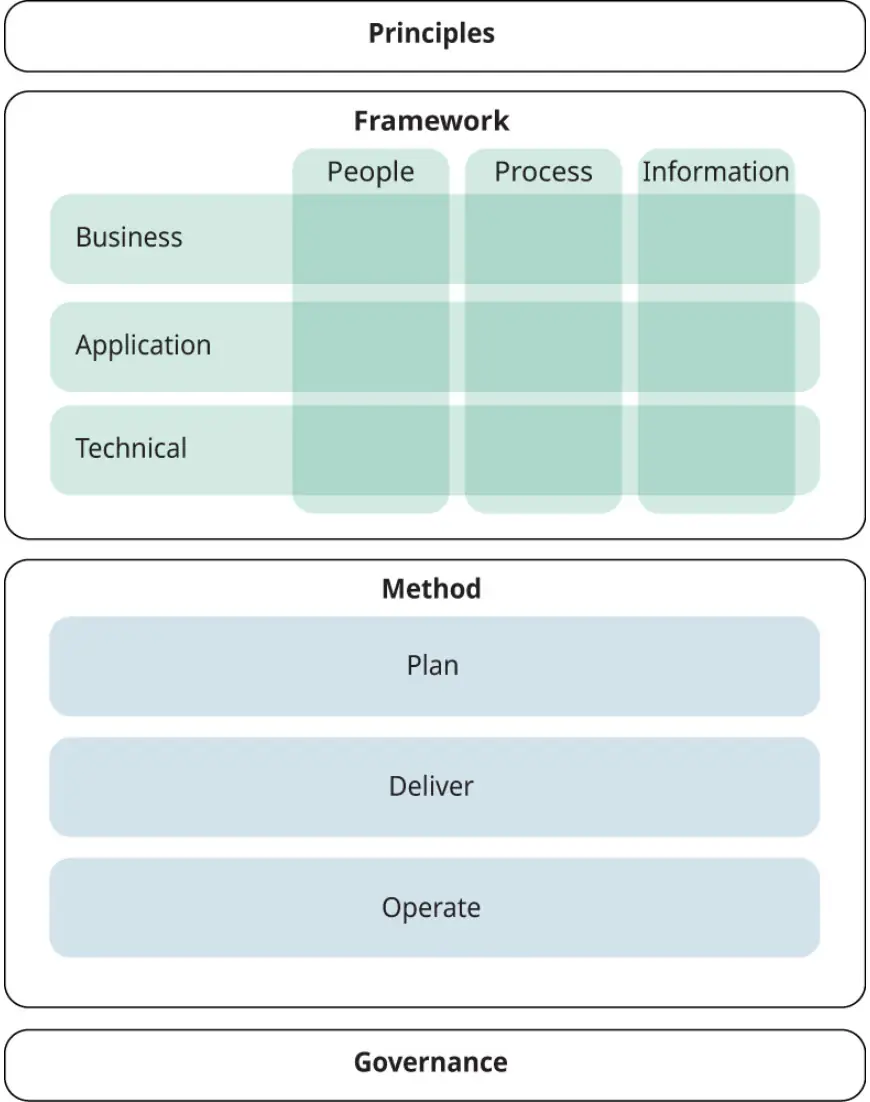 Principles
Framework
People Process Information
Business
Application
Technical
Method
Plan
Deliver
Operate
Governance